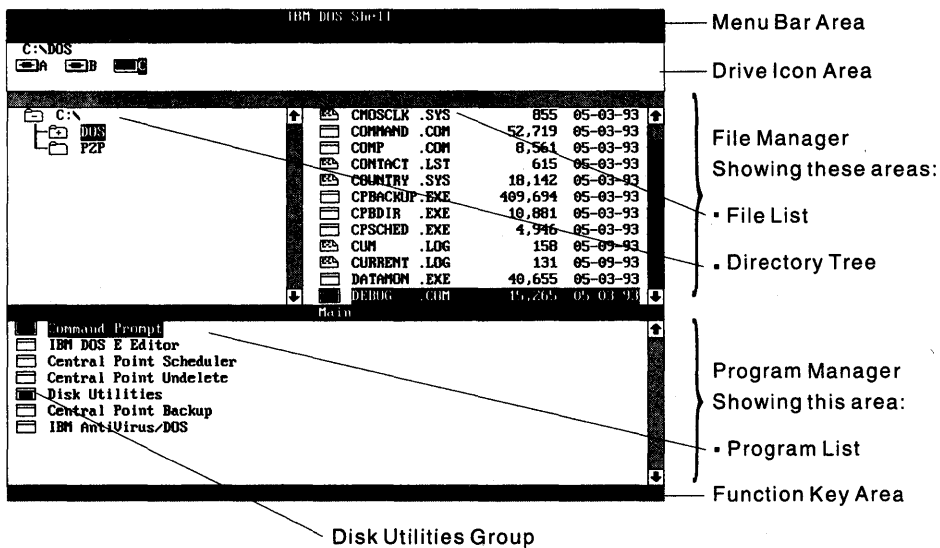 IBM DOS Shell
Menu Bar Area
C:\DOS
A B C
Drive Icon Area
C:\
DOS
PZP
CMOSCLK .SYS 855 05-03-93
COMMAND .COM 52,719 05-03-93
COMP .COM 8,561 05-03-93
CONTACT .LST 615 05-03-93
COUNTRY .SYS 18,142 05-03-93
CPBACKUP.EXE 409,694 05-03-93
CPBDIR .EXE 10,881 05-03-93
CPSCHED .EXE 4,946 05-03-93
CUM .LOG 158 05-09-93
CURRENT .LOG 131 05-09-93
DATAMON .EXE 40,655 05-03-93
DEBUG .COM 15,265 05-03-93
File Manager
Showing these areas:
▪ File List
▪ Directory Tree
Main
Command Prompt
IBM DOS E Editor
Central Point Scheduler
Central Point Undelete
Disk Utilities
Central Point Backup
IBM AntiVirus/DOS
Program Manager
Showing this area:
▪ Program List
Function Key Area
Disk Utilities Group